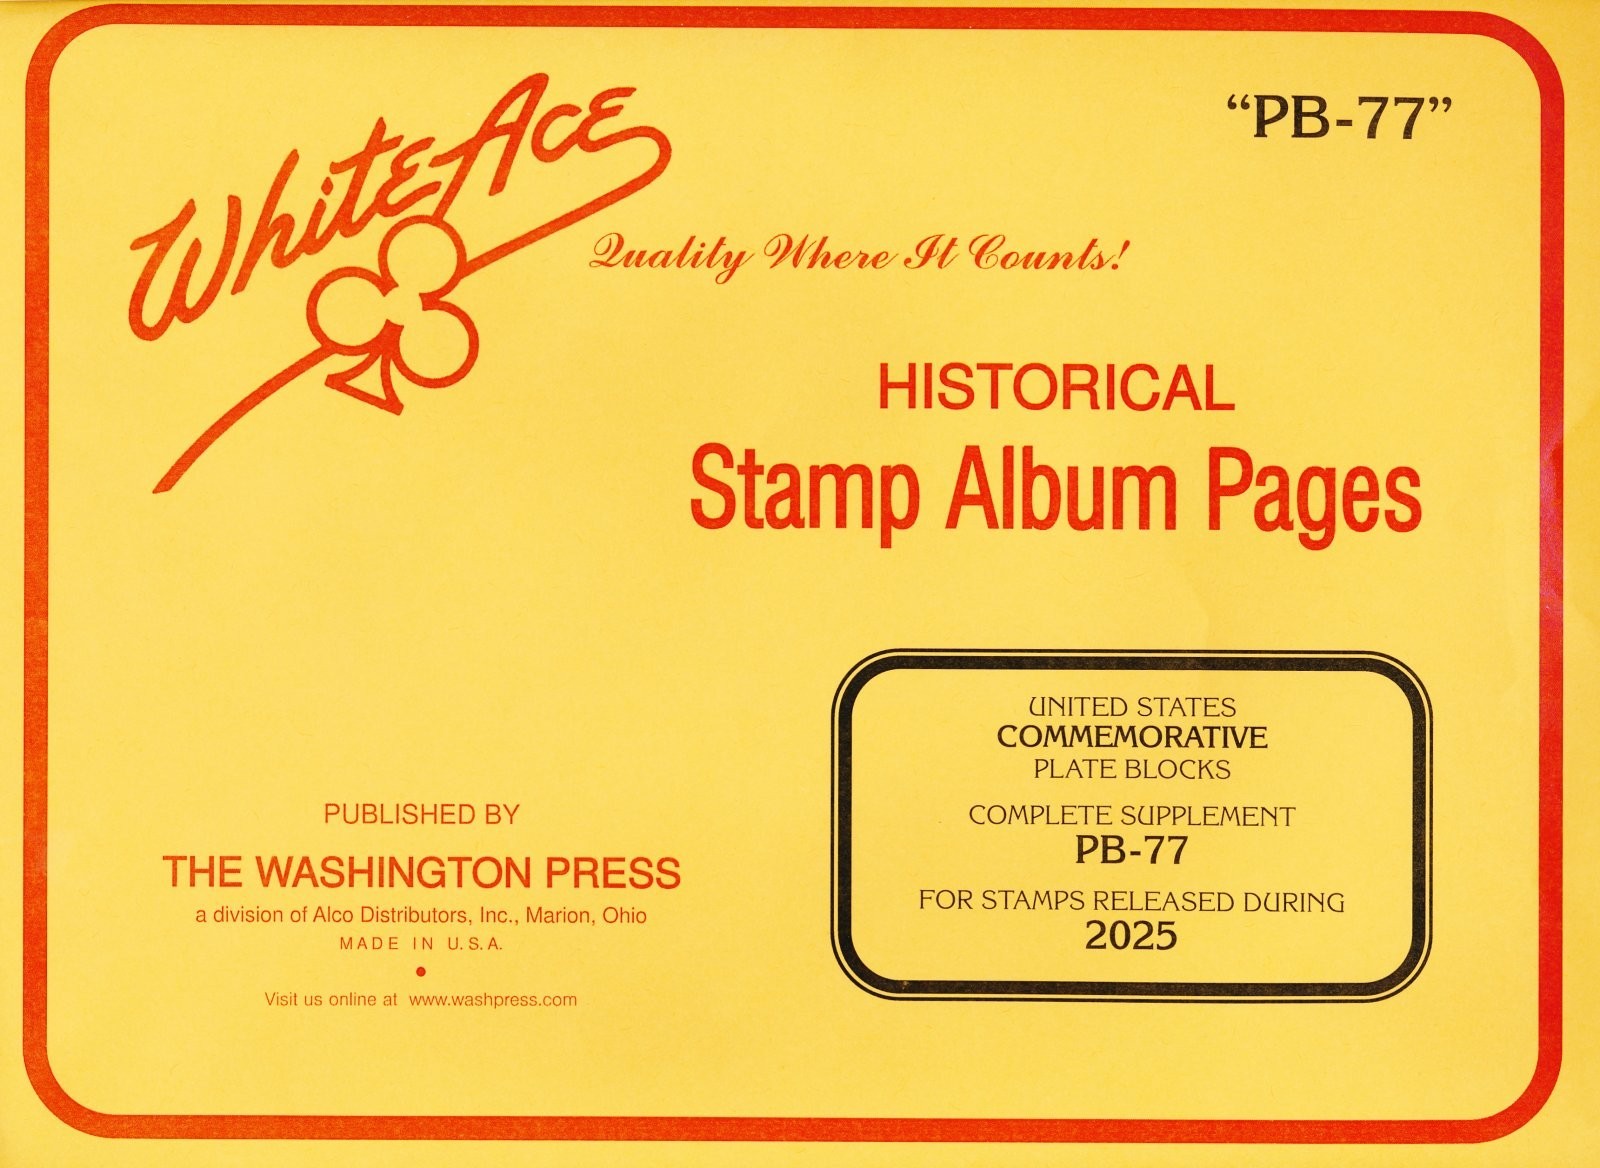 White Ace
"PB-77"
Quality Where It Counts!
HISTORICAL
Stamp Album Pages
UNITED STATES
COMMEMORATIVE
PLATE BLOCKS
COMPLETE SUPPLEMENT
PB-77
FOR STAMPS RELEASED DURING
2025
PUBLISHED BY
THE WASHINGTON PRESS
a division of Alco Distributors, Inc., Marion, Ohio
MADE IN U.S.A.
Visit us online at www.washpress.com